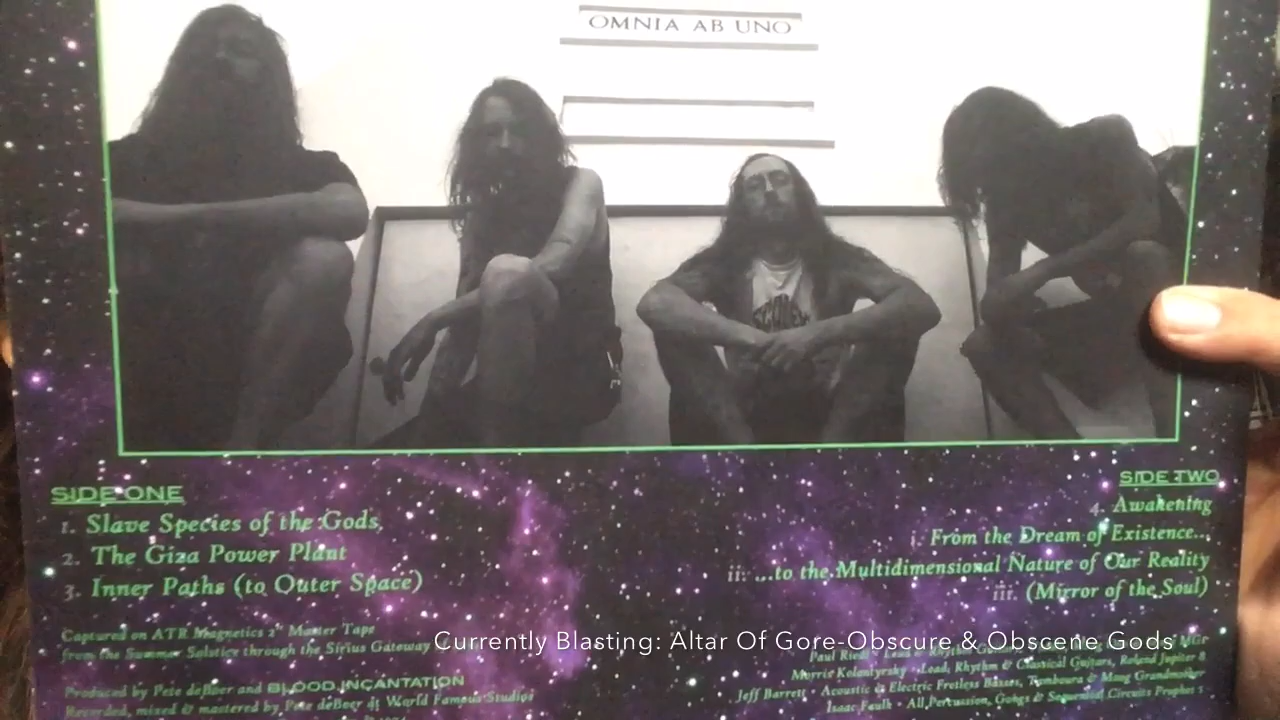 OMNIA AB UNO
SIDE ONE
1. Slave Species of the Gods,
2. The Giza Power Plant
3. Inner Paths (to Outer Space)
SIDE TWO
4. Awakening
i. From the Dream of Existence...
ii: ...to the Multidimensional Nature of Our Reality
iii. (Mirror of the Soul)
Captured on ATR Magnetics 2" Master Tape
from the Summer Solstice through the Sirius Gateway
Currently Blasting: Altar Of Gore-Obscure & Obscene Gods
Produced by Pete deBoer and BLOOD INCANTATION
Recorded, mixed & mastered by Pete deBoer at World Famous Studios
Paul Riedl - Lead & Rhythm
Morris Kolontyrsky - Lead, Rhythm & Classical Guitars, Roland Jupiter 8
Jeff Barrett - Acoustic & Electric Fretless Basses, Tamboura & Moog Grandmother
Isaac Faulk - All Percussion, Gongs & Sequential Circuits Prophet 5